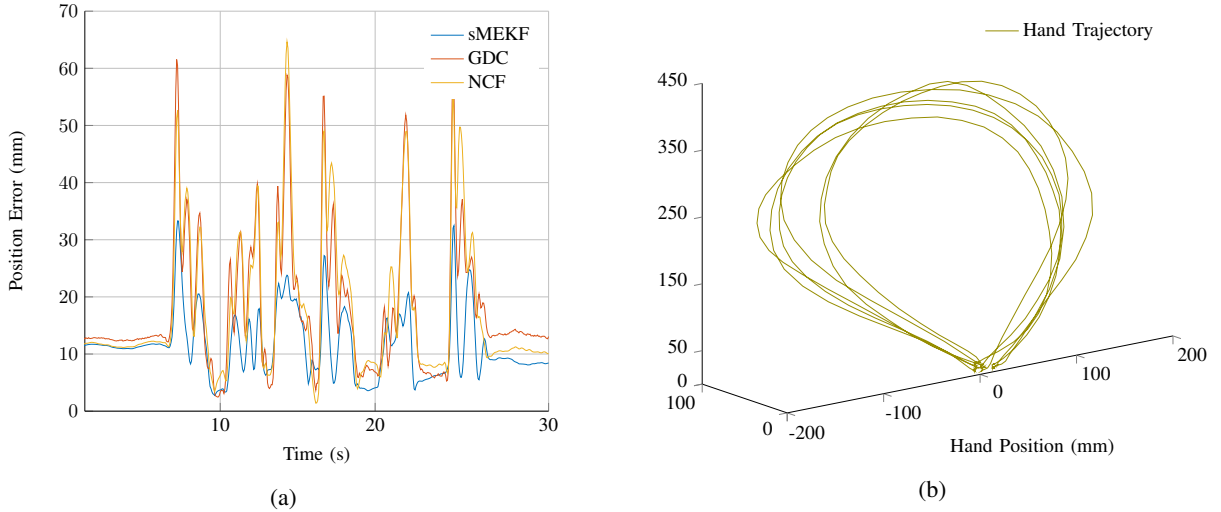 70
60
50
40
30
20
10
0
10
20
30
Position Error (mm)
Time (s)
sMEKF
GDC
NCF
(a)
Hand Trajectory
450
350
250
150
50
0
100
0
-200
-100
0
100
200
Hand Position (mm)
(b)